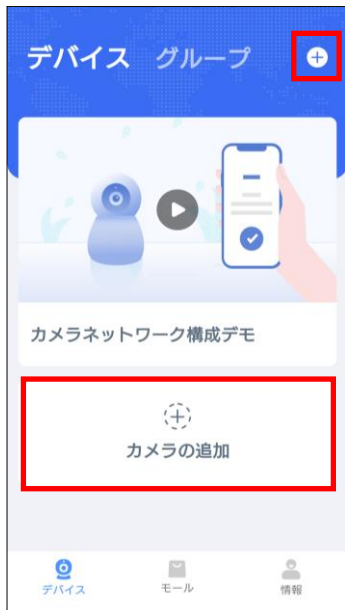 デバイス グループ
カメラネットワーク構成デモ
カメラの追加
デバイス モール 情報